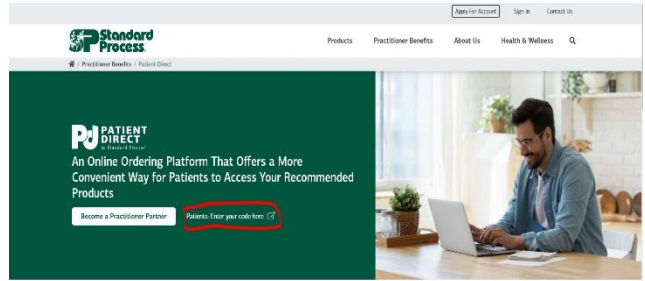 Apply For Account Sign in Contact Us
Standard
Process
Products Practitioner Benefits About Us Health & Wellness
/ Practitioner Benefits / Patient Direct
PD PATIENT
DIRECT
by Standard Process
An Online Ordering Platform That Offers a More
Convenient Way for Patients to Access Your Recommended
Products
Become a Practitioner Partner Patients: Enter your code here